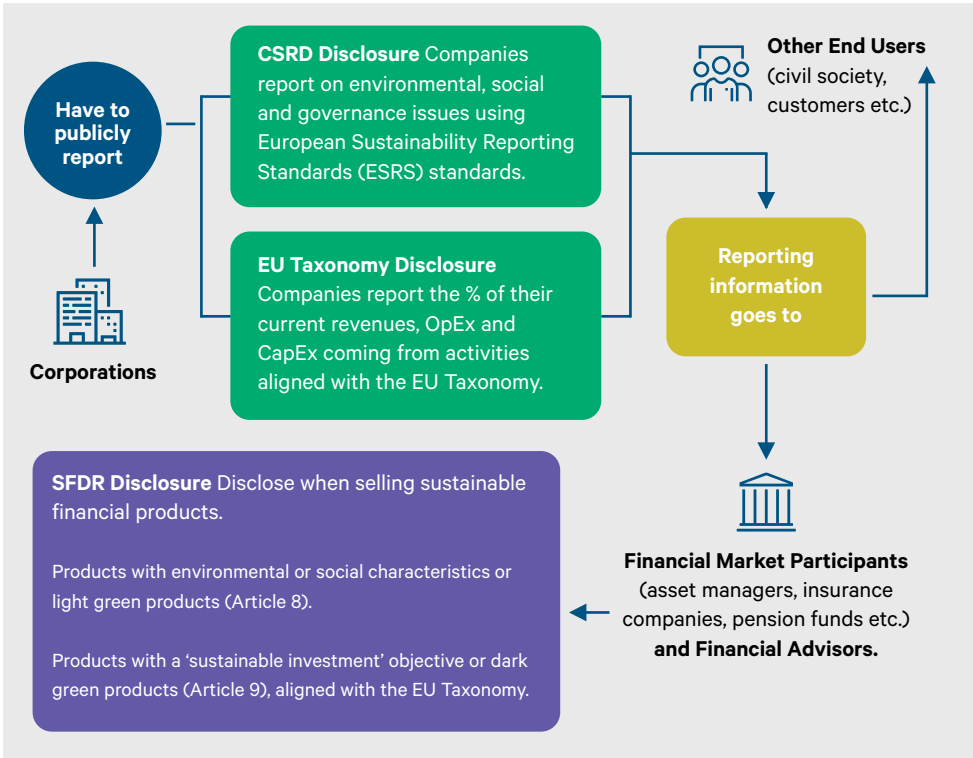 Have to
publicly
report
Corporations
CSRD Disclosure Companies
report on environmental, social
and governance issues using
European Sustainability Reporting
Standards (ESRS) standards.
EU Taxonomy Disclosure
Companies report the % of their
current revenues, OpEx and
CapEx coming from activities
aligned with the EU Taxonomy.
Other End Users
(civil society,
customers etc.)
Reporting
information
goes to
Financial Market Participants
(asset managers, insurance
companies, pension funds etc.)
and Financial Advisors.
SFDR Disclosure Disclose when selling sustainable
financial products.
Products with environmental or social characteristics or
light green products (Article 8).
Products with a ‘sustainable investment’ objective or dark
green products (Article 9), aligned with the EU Taxonomy.